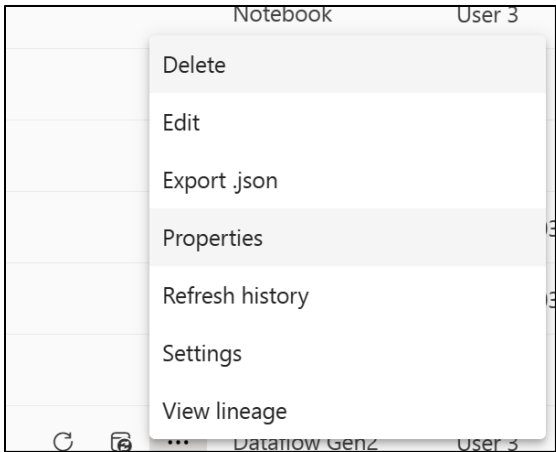 Notebook User 3
Delete
Edit
Export .json
Properties
Refresh history
Settings
View lineage
Dataflow Gen2 User 3